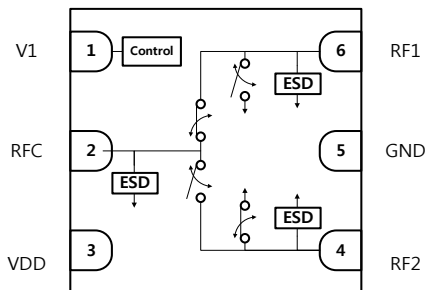 V1 1 Control 6 RF1
ESD
RFC 2 5 GND
ESD ESD
VDD 3 4 RF2